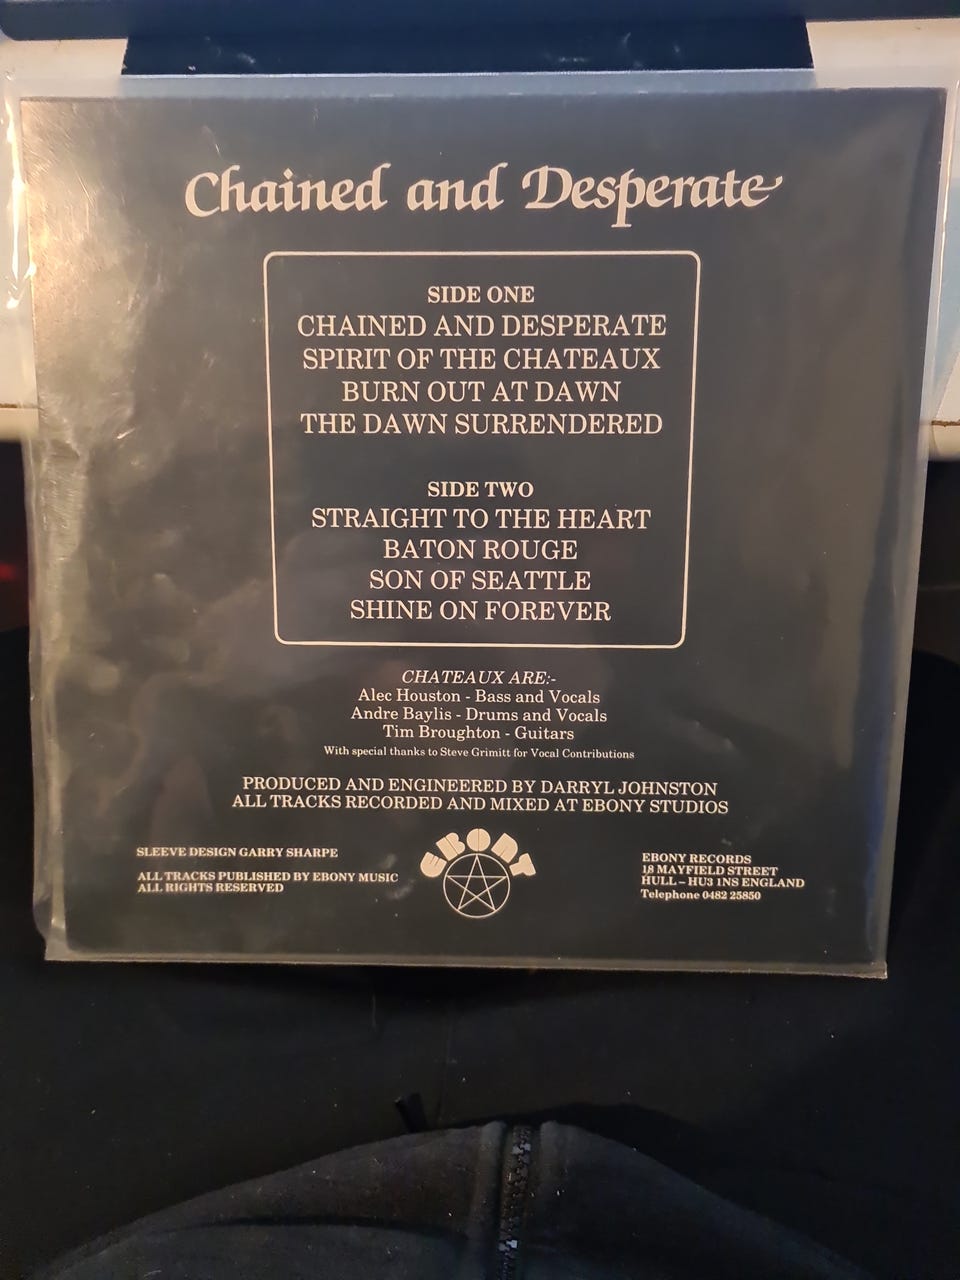 Chained and Desperate
SIDE ONE
CHAINED AND DESPERATE
SPIRIT OF THE CHATEAUX
BURN OUT AT DAWN
THE DAWN SURRENDERED
SIDE TWO
STRAIGHT TO THE HEART
BATON ROUGE
SON OF SEATTLE
SHINE ON FOREVER
CHATEAUX ARE:-
Alec Houston - Bass and Vocals
Andre Baylis - Drums and Vocals
Tim Broughton - Guitars
With special thanks to Steve Grimitt for Vocal Contributions
PRODUCED AND ENGINEERED BY DARRYL JOHNSTON
ALL TRACKS RECORDED AND MIXED AT EBONY STUDIOS
SLEEVE DESIGN GARRY SHARPE
ALL TRACKS PUBLISHED BY EBONY MUSIC
ALL RIGHTS RESERVED
EBONY
EBONY RECORDS
18 MAYFIELD STREET
HULL – HU3 1NS ENGLAND
Telephone 0482 25850